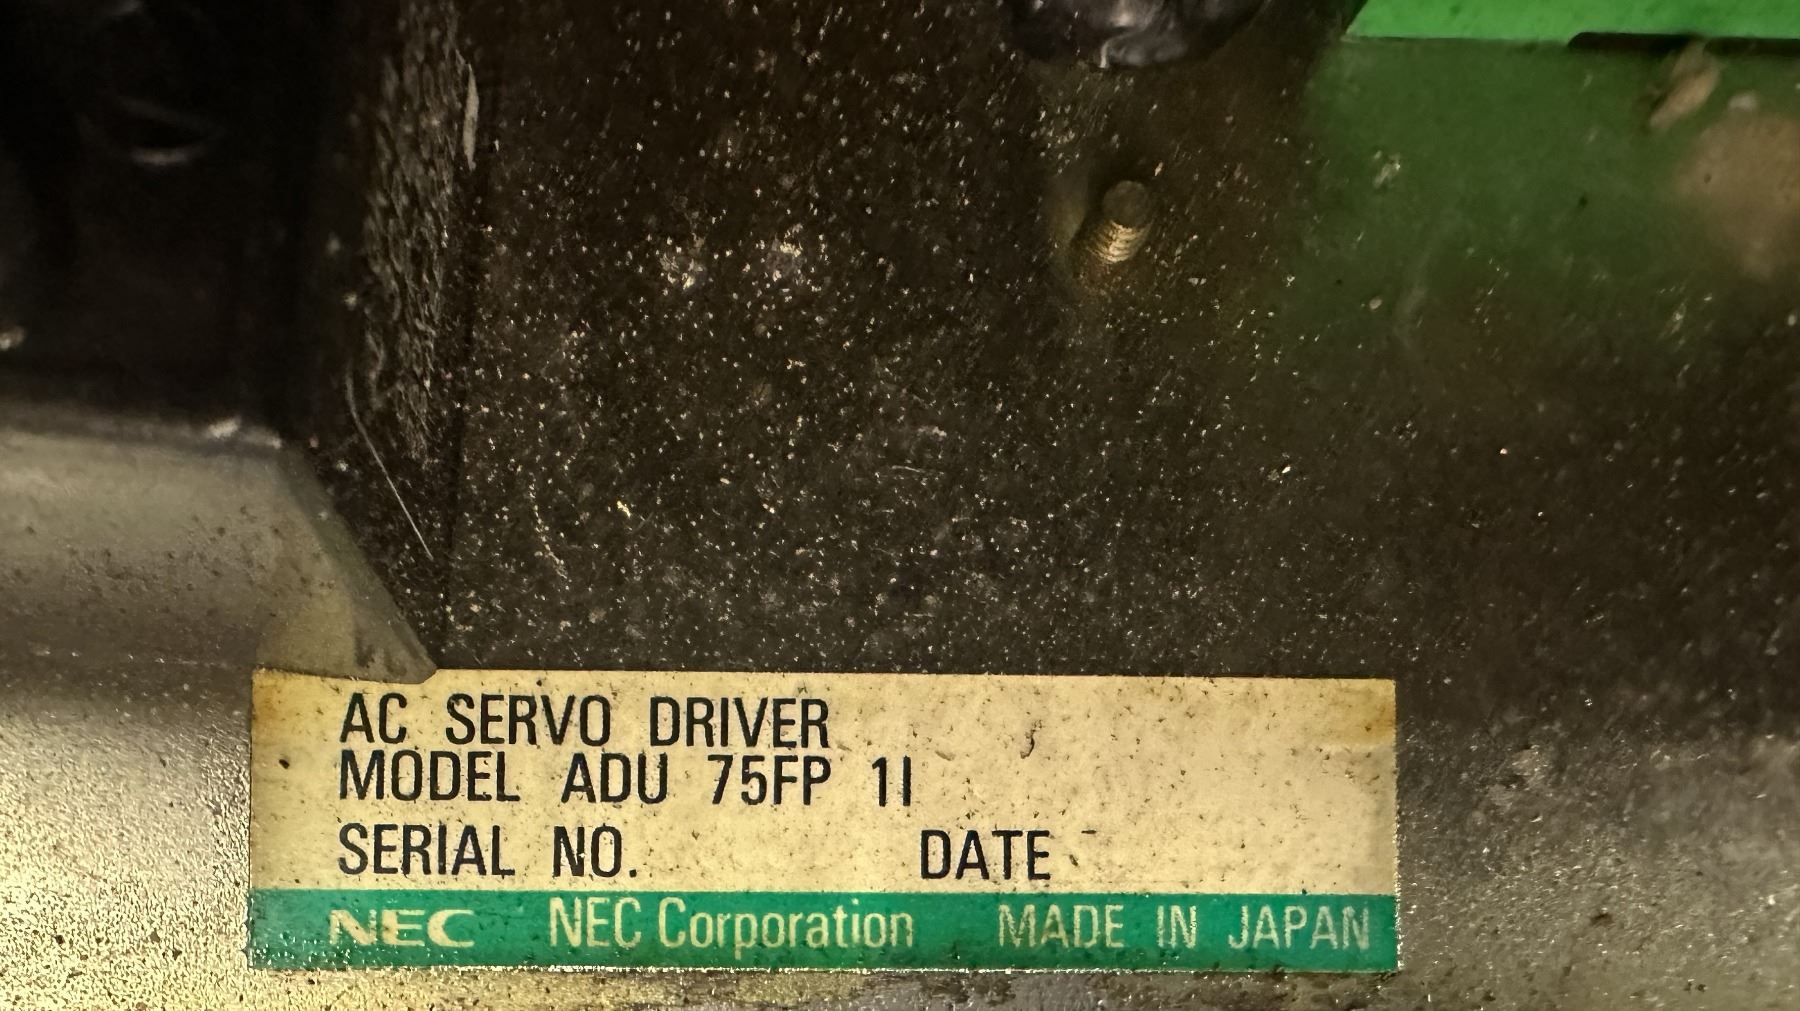 AC SERVO DRIVER
MODEL ADU 75FP 1I
SERIAL NO. DATE
NEC NEC Corporation MADE IN JAPAN